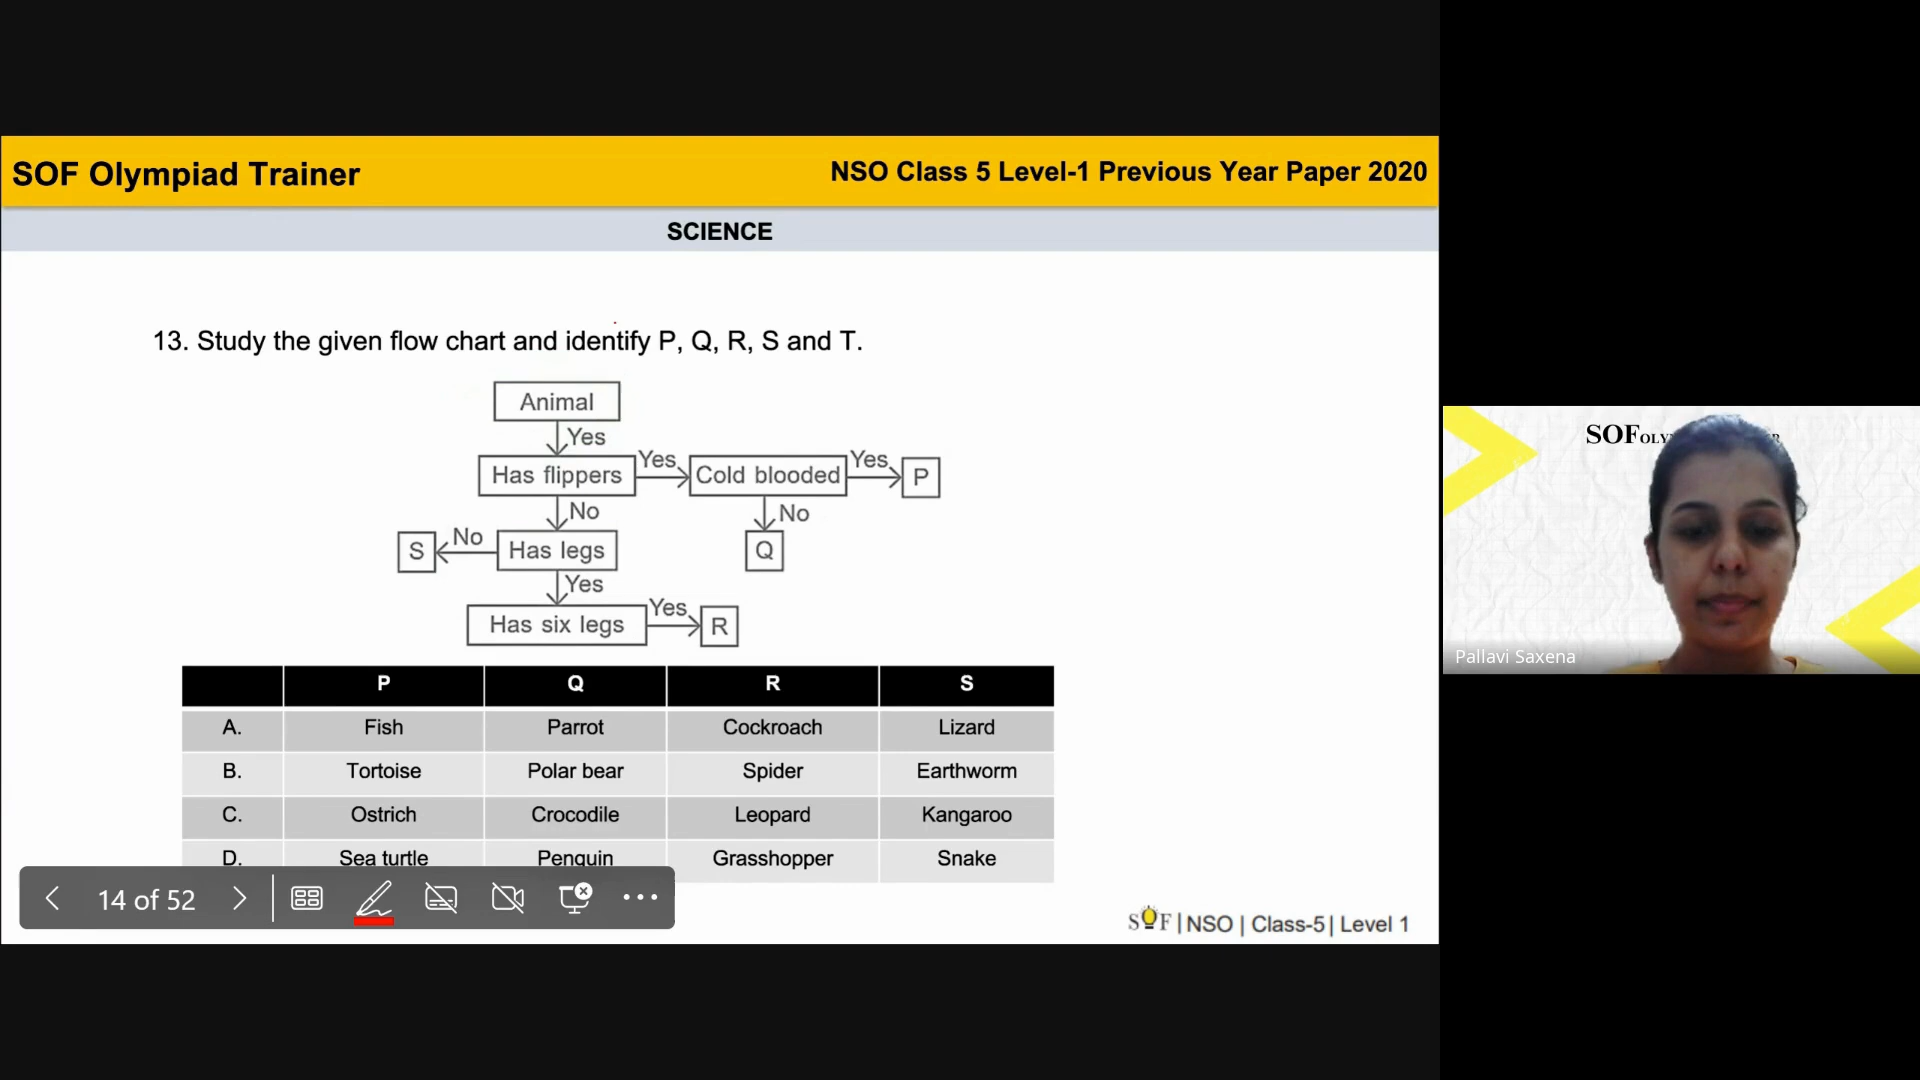 SOF Olympiad Trainer
NSO Class 5 Level-1 Previous Year Paper 2020
SCIENCE
13. Study the given flow chart and identify P, Q, R, S and T.
Animal
Yes
Has flippers Yes Cold blooded Yes P
No No
S No Has legs Q
Yes
Has six legs Yes R
P Q R S
A. Fish Parrot Cockroach Lizard
B. Tortoise Polar bear Spider Earthworm
C. Ostrich Crocodile Leopard Kangaroo
D. Sea turtle Penguin Grasshopper Snake
14 of 52
SOF | NSO | Class-5 | Level 1
SOF
Pallavi Saxena